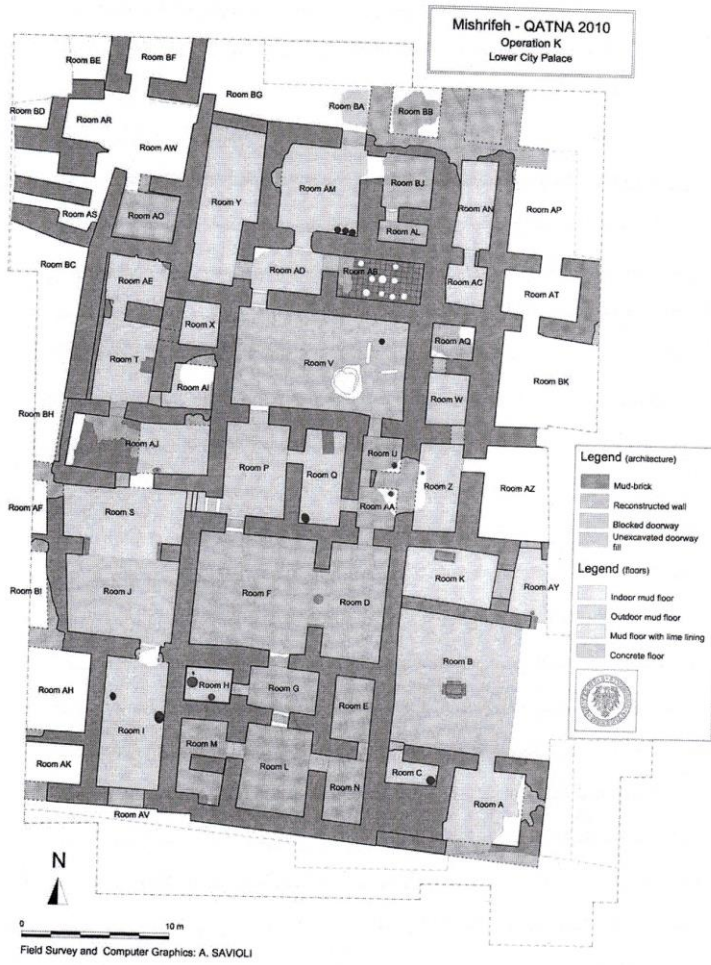 Mishrifeh - QATNA 2010
Operation K
Lower City Palace
Room BE
Room BF
Room BG
Room BA
Room BB
Room BD
Room AR
Room AW
Room AM
Room BJ
Room Y
Room AN
Room AP
Room AS
Room AO
Room AL
Room BC
Room AE
Room AD
Room AB
Room AC
Room AT
Room X
Room AQ
Room T
Room V
Room AI
Room W
Room BK
Room BH
Room AJ
Room U
Room P
Room Q
Room Z
Room AZ
Room AF
Room S
Room AA
Room K
Room BI
Room J
Room F
Room D
Room AY
Room B
Room AH
Room H
Room G
Room E
Room I
Room M
Room L
Room AK
Room C
Room N
Room A
Room AV
Legend (architecture)
Mud-brick
Reconstructed wall
Blocked doorway
Unexcavated doorway
fill
Legend (floors)
Indoor mud floor
Outdoor mud floor
Mud floor with lime lining
Concrete floor
N
0 10 m
Field Survey and Computer Graphics: A. SAVIOLI